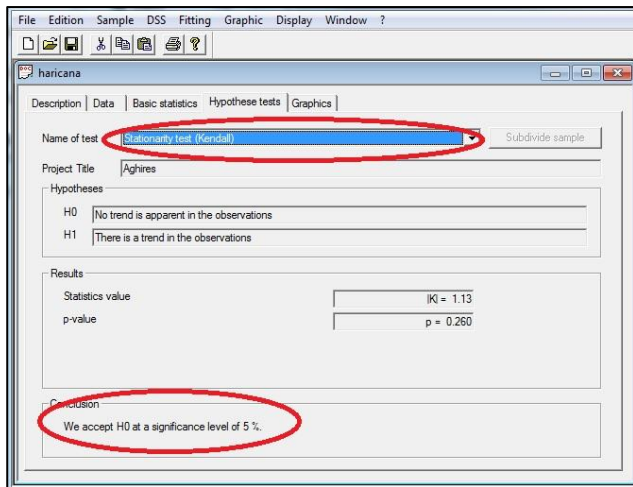 File Edition Sample DSS Fitting Graphic Display Window ?
haricana
Description Data Basic statistics Hypothese tests Graphics
Name of test Stationarity test (Kendall) Subdivide sample
Project Title Aghires
Hypotheses
H0 No trend is apparent in the observations
H1 There is a trend in the observations
Results
Statistics value |K| = 1.13
p-value p = 0.260
Conclusion
We accept H0 at a significance level of 5 %.